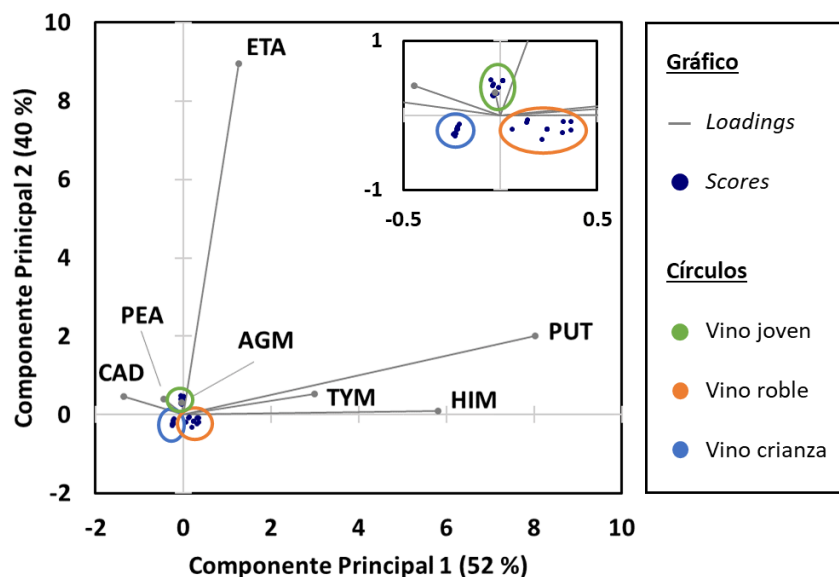 10
8
6
4
2
0
-2
-2
0
2
4
6
8
10
Componente Prinicpal 2 (40 %)
Componente Principal 1 (52 %)
ETA
PEA
CAD
AGM
TYM
HIM
PUT
1
-1
-0.5
0.5
Gráfico
Loadings
Scores
Círculos
Vino joven
Vino roble
Vino crianza